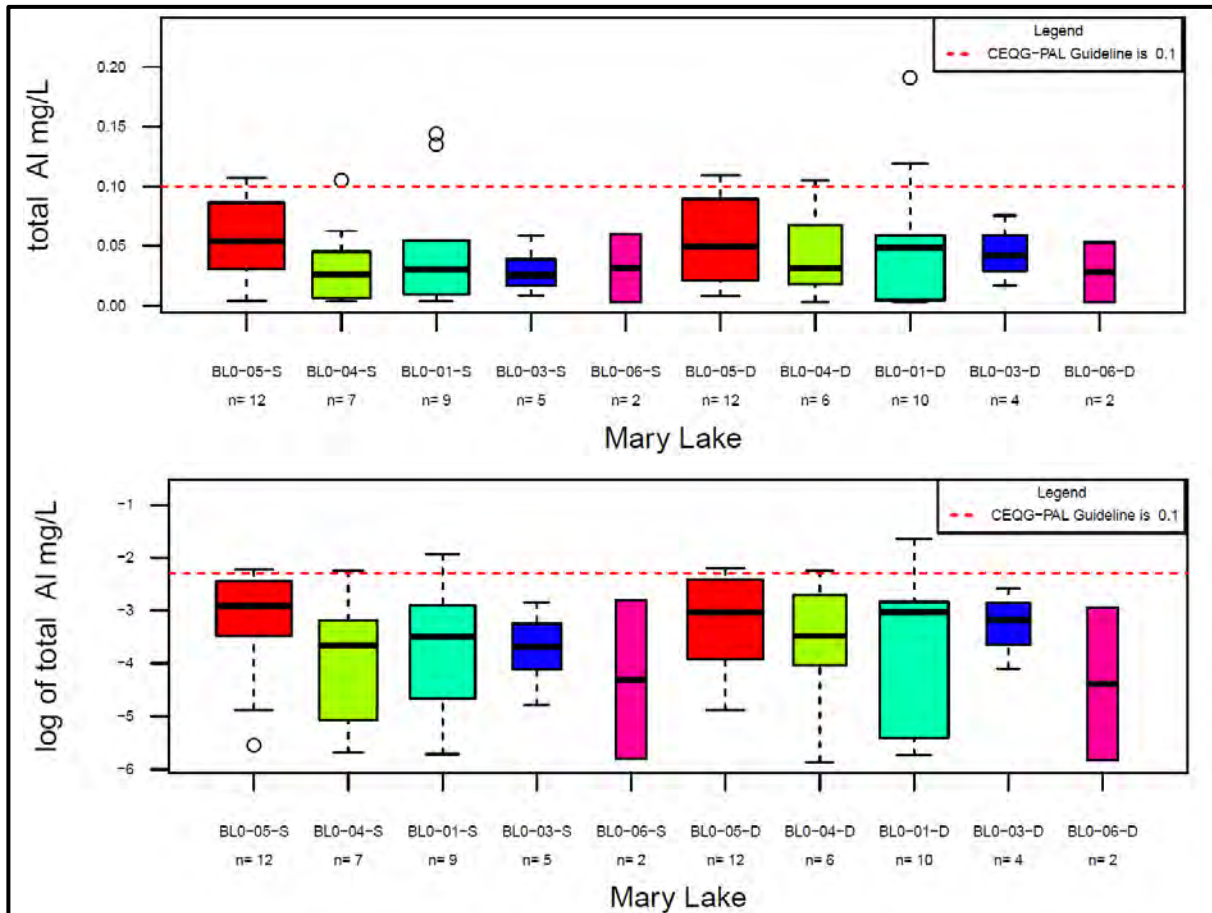 Legend
CEQG-PAL Guideline is 0.1
total Al mg/L
0.20
0.15
0.10
0.05
0.00
BL0-05-S BL0-04-S BL0-01-S BL0-03-S BL0-06-S BL0-05-D BL0-04-D BL0-01-D BL0-03-D BL0-06-D
n= 12 n= 7 n= 9 n= 5 n= 2 n= 12 n= 6 n= 10 n= 4 n= 2
Mary Lake
Legend
CEQG-PAL Guideline is 0.1
log of total Al mg/L
-1
-2
-3
-4
-5
-6
BL0-05-S BL0-04-S BL0-01-S BL0-03-S BL0-06-S BL0-05-D BL0-04-D BL0-01-D BL0-03-D BL0-06-D
n= 12 n= 7 n= 9 n= 5 n= 2 n= 12 n= 6 n= 10 n= 4 n= 2
Mary Lake